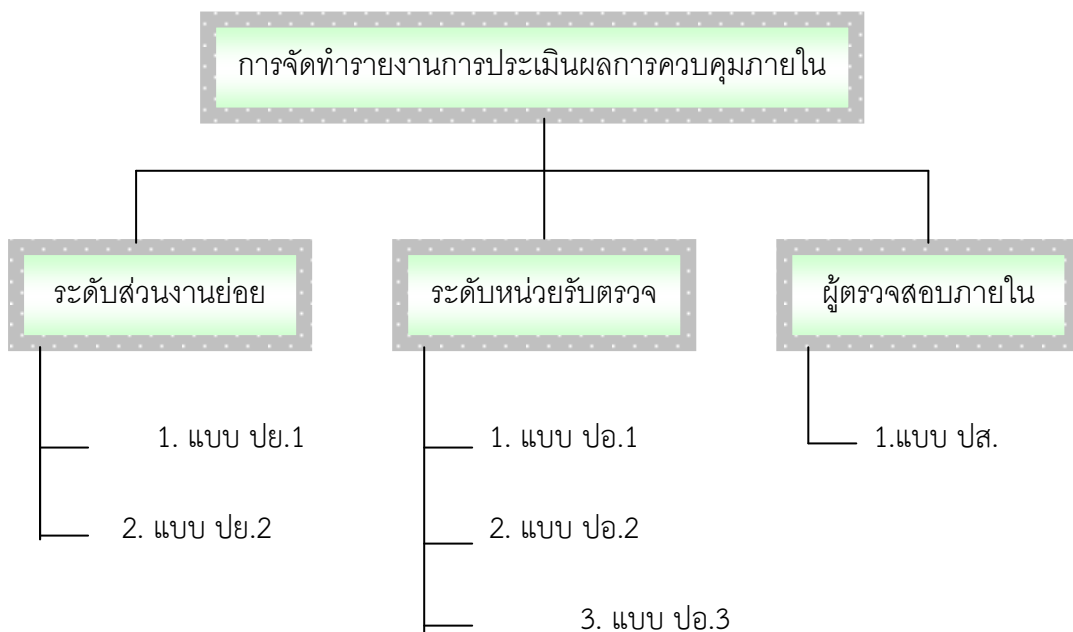 การจัดทำรายงานการประเมินผลการควบคุมภายใน
ระดับส่วนงานย่อย
ระดับหน่วยรับตรวจ
ผู้ตรวจสอบภายใน
1. แบบ ปย.1
1. แบบ ปอ.1
1.แบบ ปส.
2. แบบ ปย.2
2. แบบ ปอ.2
3. แบบ ปอ.3